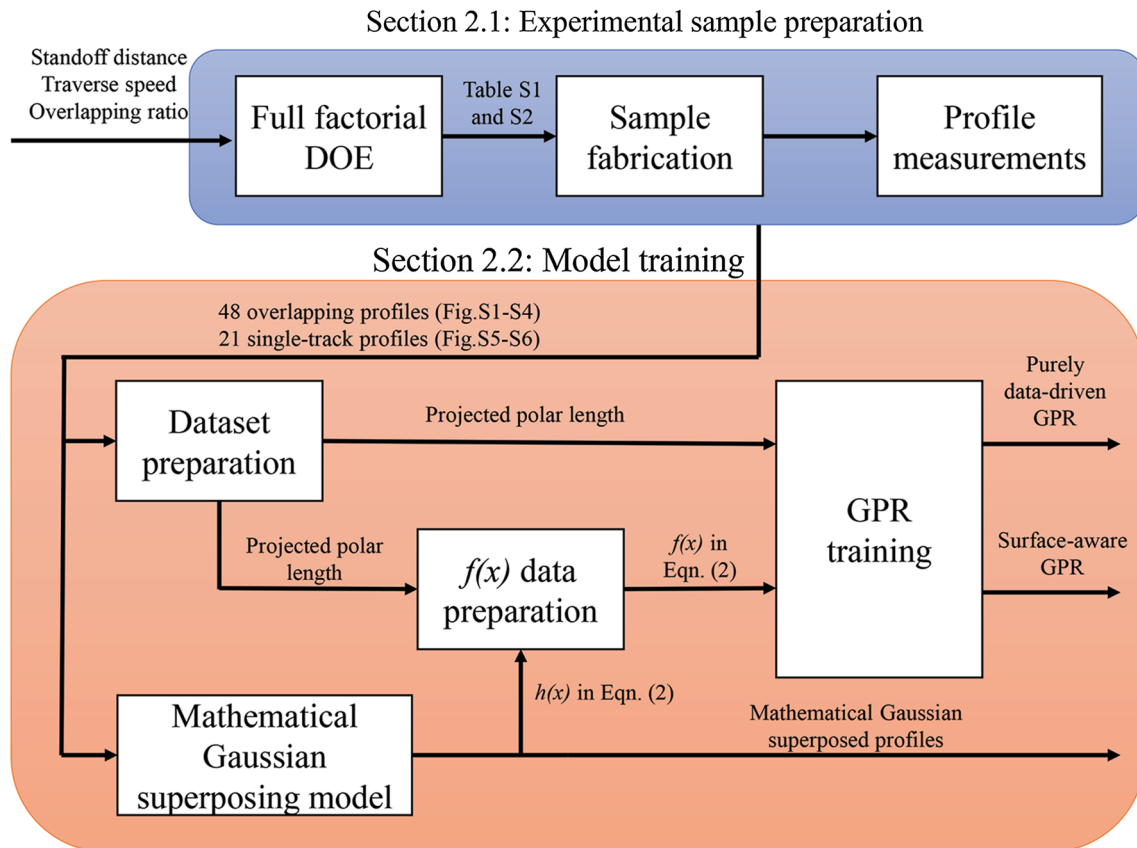 Section 2.1: Experimental sample preparation
Standoff distance
Traverse speed
Overlapping ratio
Full factorial
DOE
Table S1
and S2
Sample
fabrication
Profile
measurements
Section 2.2: Model training
48 overlapping profiles (Fig.S1-S4)
21 single-track profiles (Fig.S5-S6)
Dataset
preparation
Projected polar length
GPR
training
Purely
data-driven
GPR
Projected polar
length
f(x) data
preparation
f(x) in
Eqn. (2)
Surface-aware
GPR
h(x) in Eqn. (2)
Mathematical
Gaussian
superposing model
Mathematical Gaussian
superposed profiles